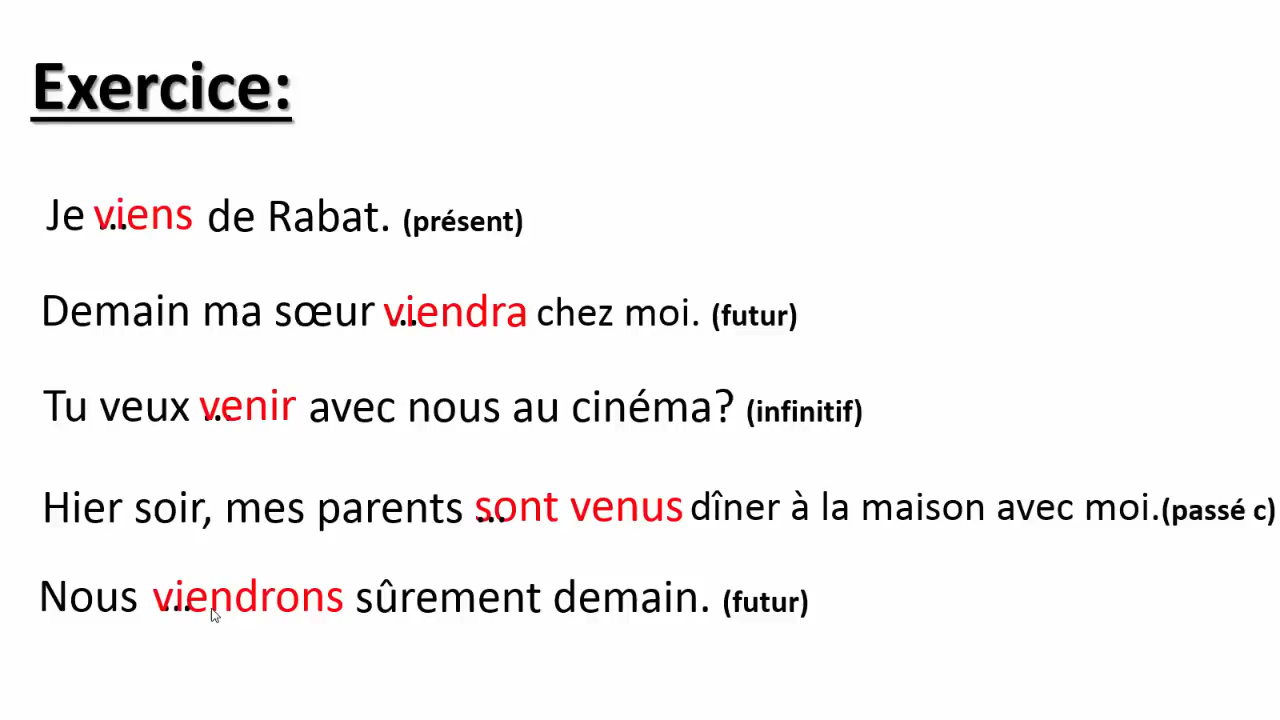 Exercice:
Je viens de Rabat. (présent)
Demain ma sœur viendra chez moi. (futur)
Tu veux venir avec nous au cinéma? (infinitif)
Hier soir, mes parents sont venus dîner à la maison avec moi.(passé c)
Nous viendrons sûrement demain. (futur)